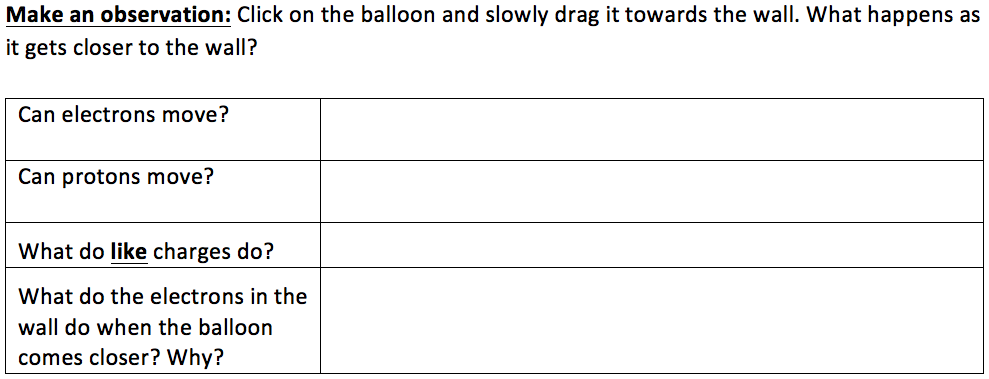 Make an observation: Click on the balloon and slowly drag it towards the wall. What happens as
it gets closer to the wall?
Can electrons move?
Can protons move?
What do like charges do?
What do the electrons in the
wall do when the balloon
comes closer? Why?